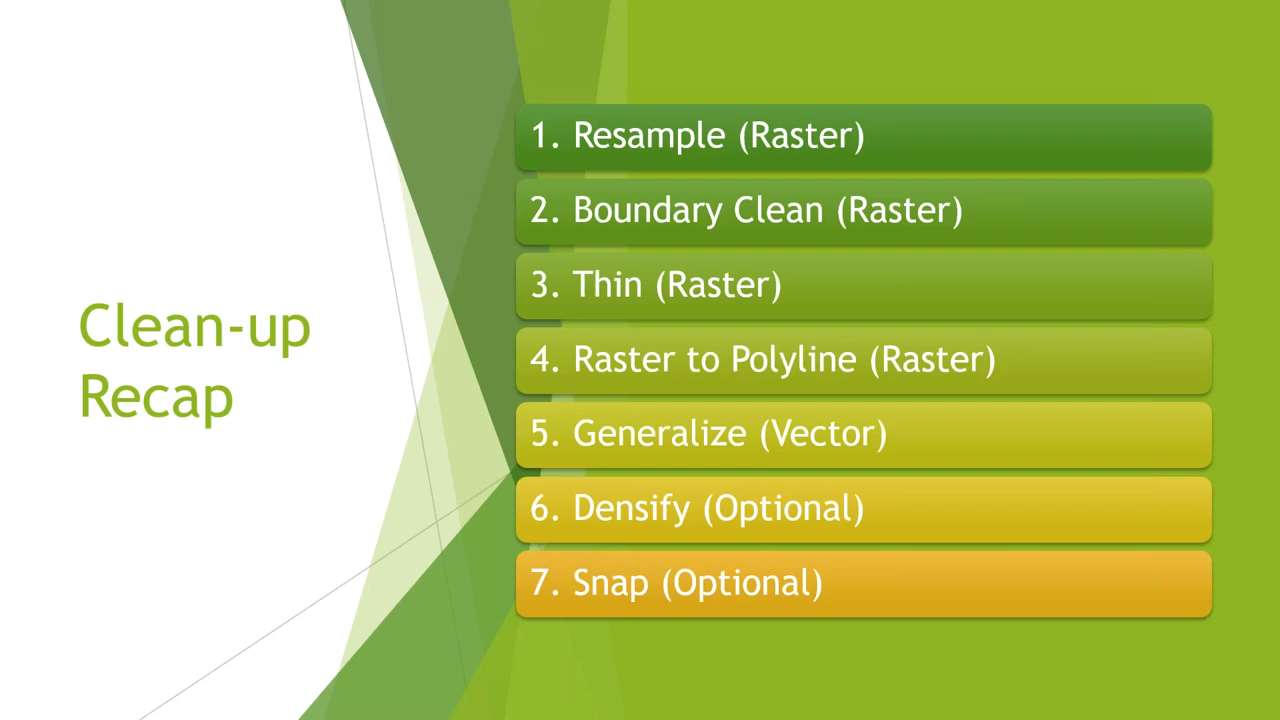 Clean-up
Recap
1. Resample (Raster)
2. Boundary Clean (Raster)
3. Thin (Raster)
4. Raster to Polyline (Raster)
5. Generalize (Vector)
6. Densify (Optional)
7. Snap (Optional)